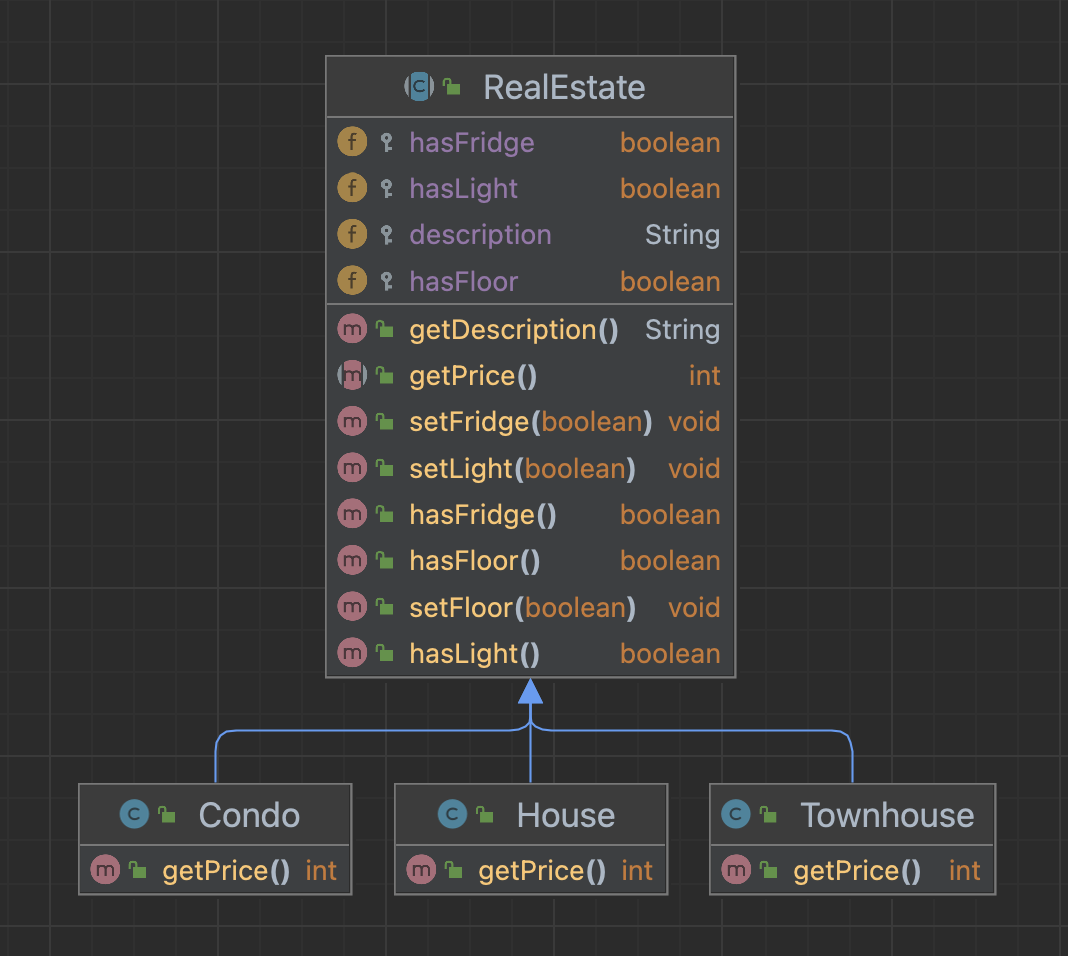 RealEstate
hasFridge boolean
hasLight boolean
description String
hasFloor boolean
getDescription() String
getPrice() int
setFridge(boolean) void
setLight(boolean) void
hasFridge() boolean
hasFloor() boolean
setFloor(boolean) void
hasLight() boolean
Condo
getPrice() int
House
getPrice() int
Townhouse
getPrice() int